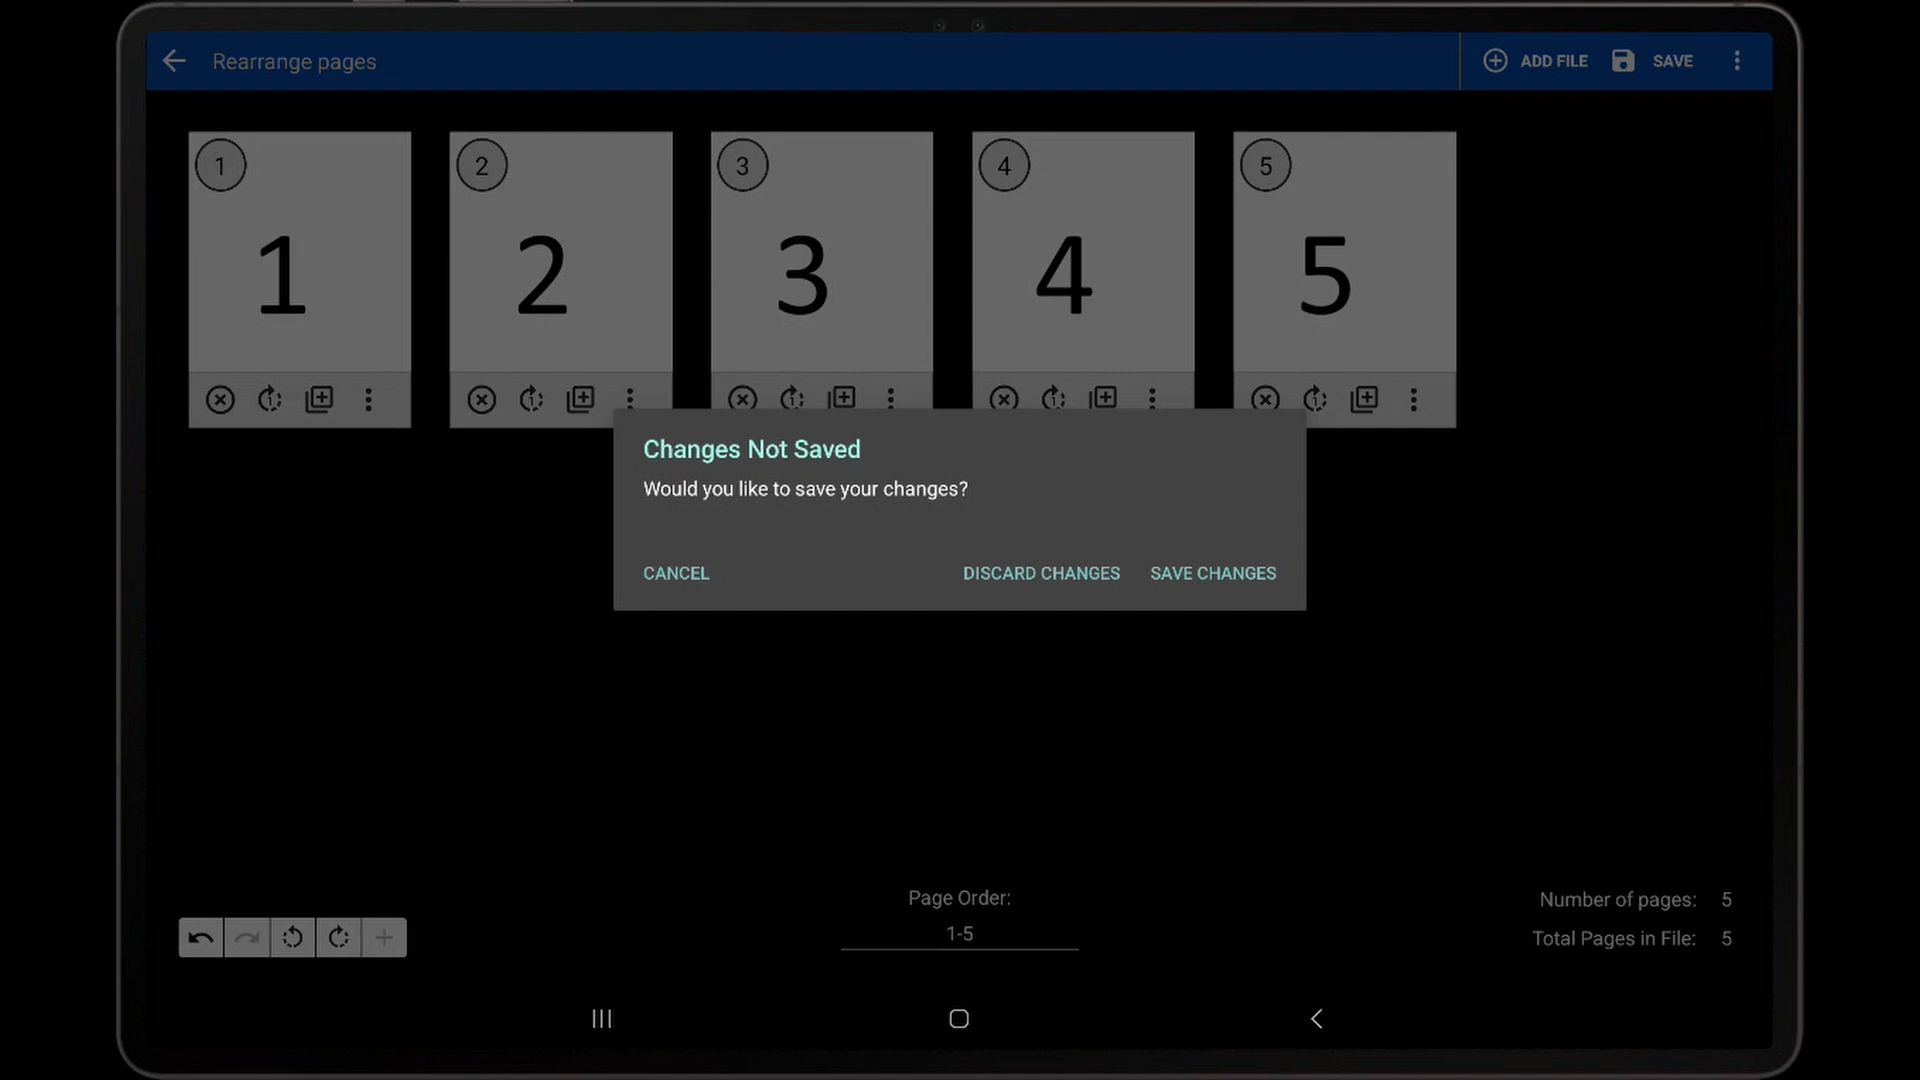 Rearrange pages
ADD FILE
SAVE
1
2
3
4
5
1
2
3
4
5
Changes Not Saved
Would you like to save your changes?
CANCEL
DISCARD CHANGES
SAVE CHANGES
Page Order:
1-5
Number of pages: 5
Total Pages in File: 5